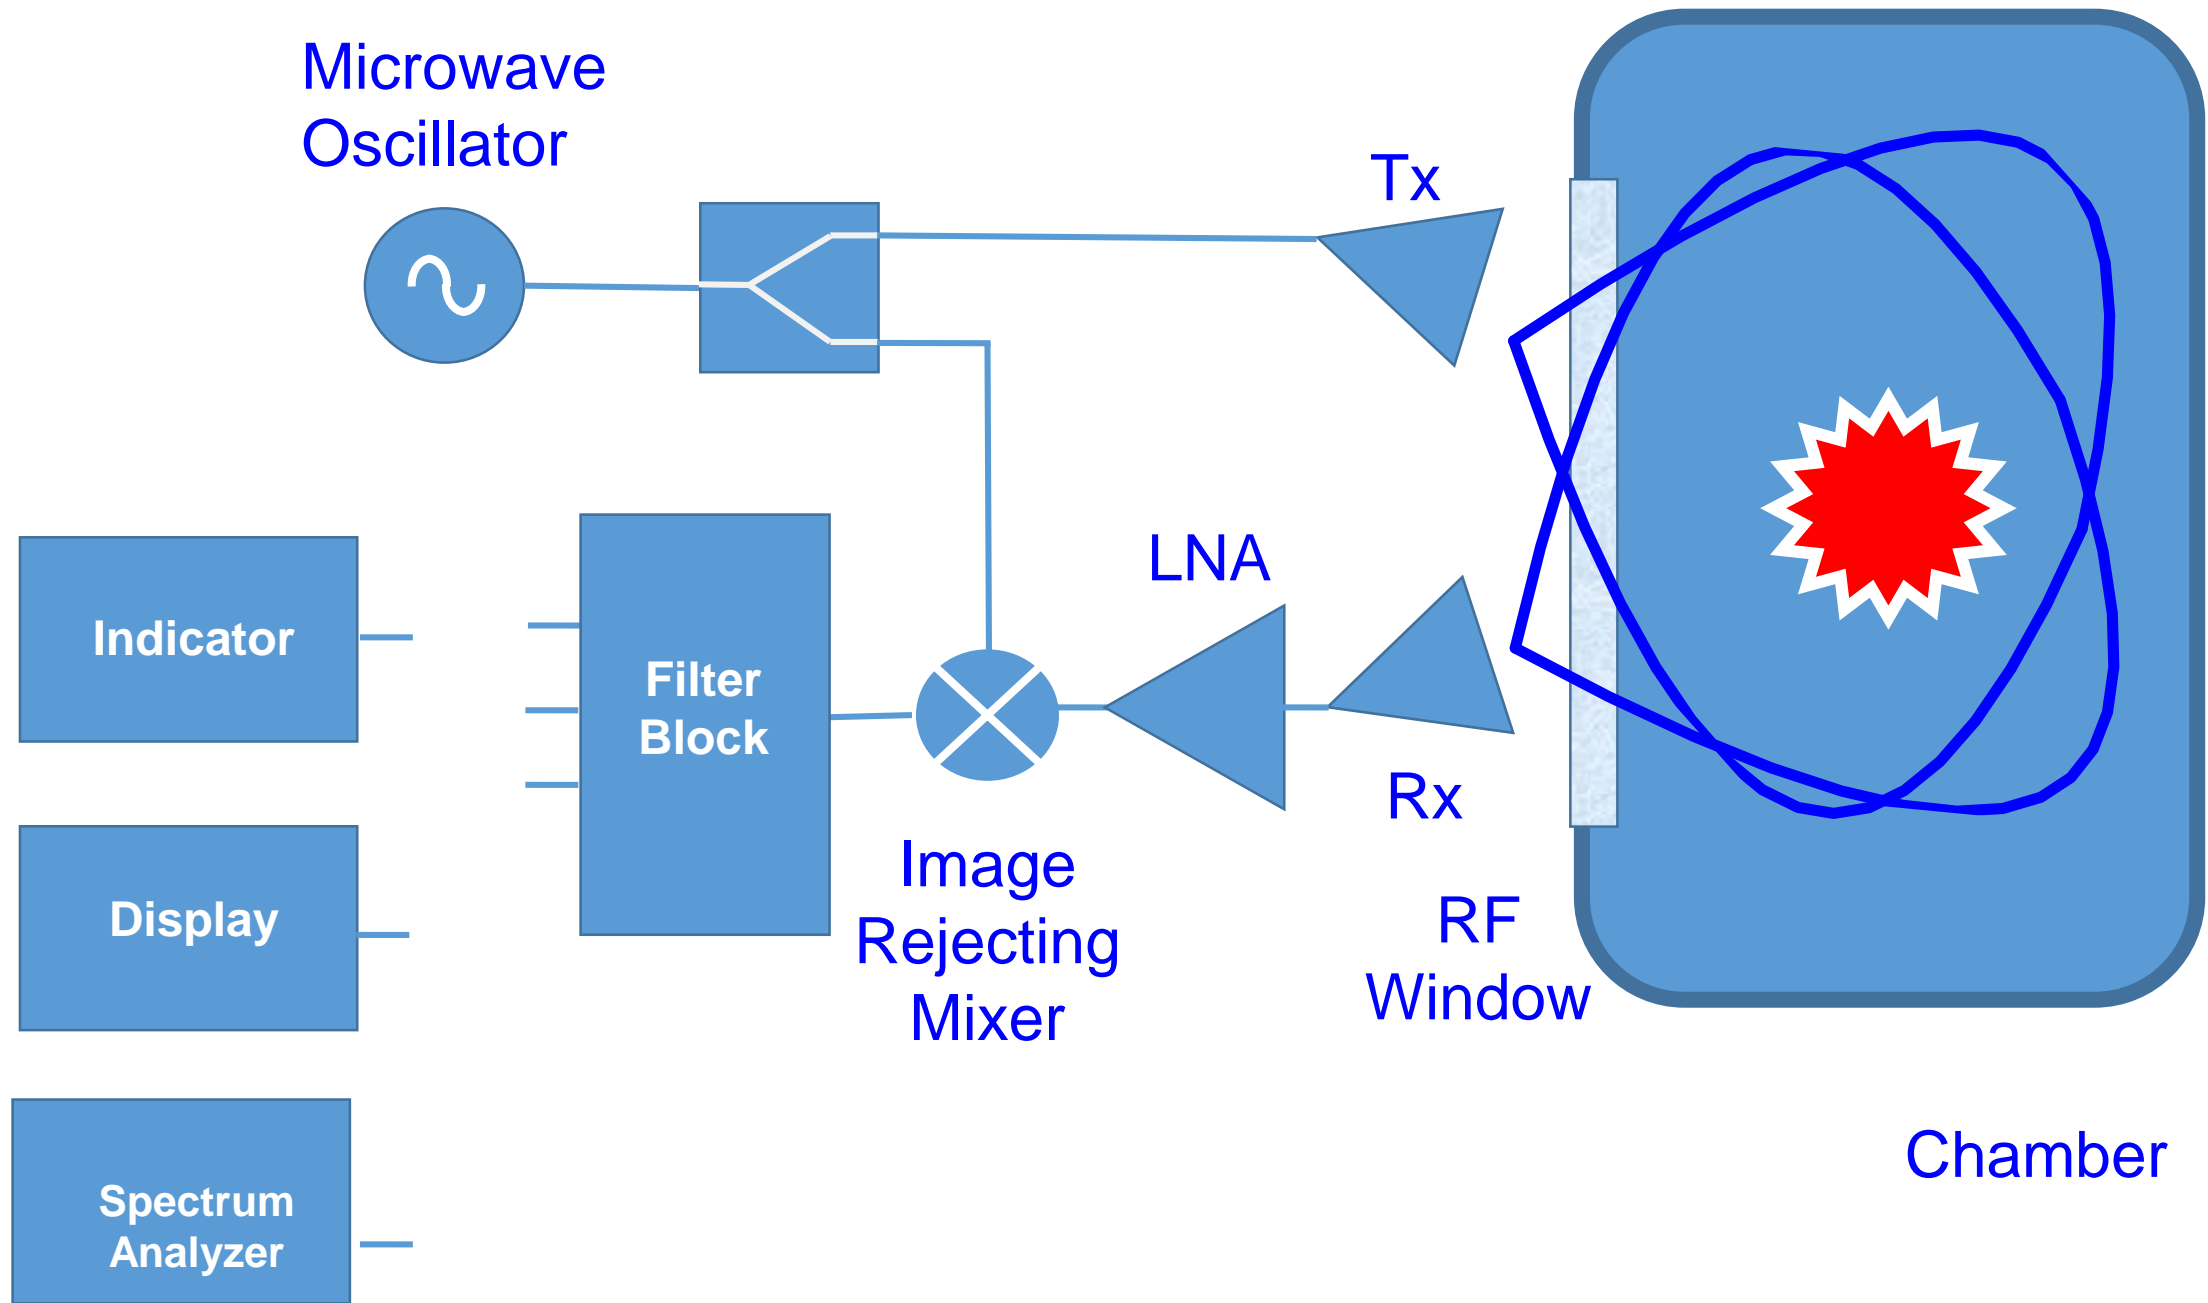 Microwave
Oscillator
Tx
LNA
Indicator
Filter
Block
Rx
Image
Rejecting
Mixer
RF
Window
Display
Chamber
Spectrum
Analyzer